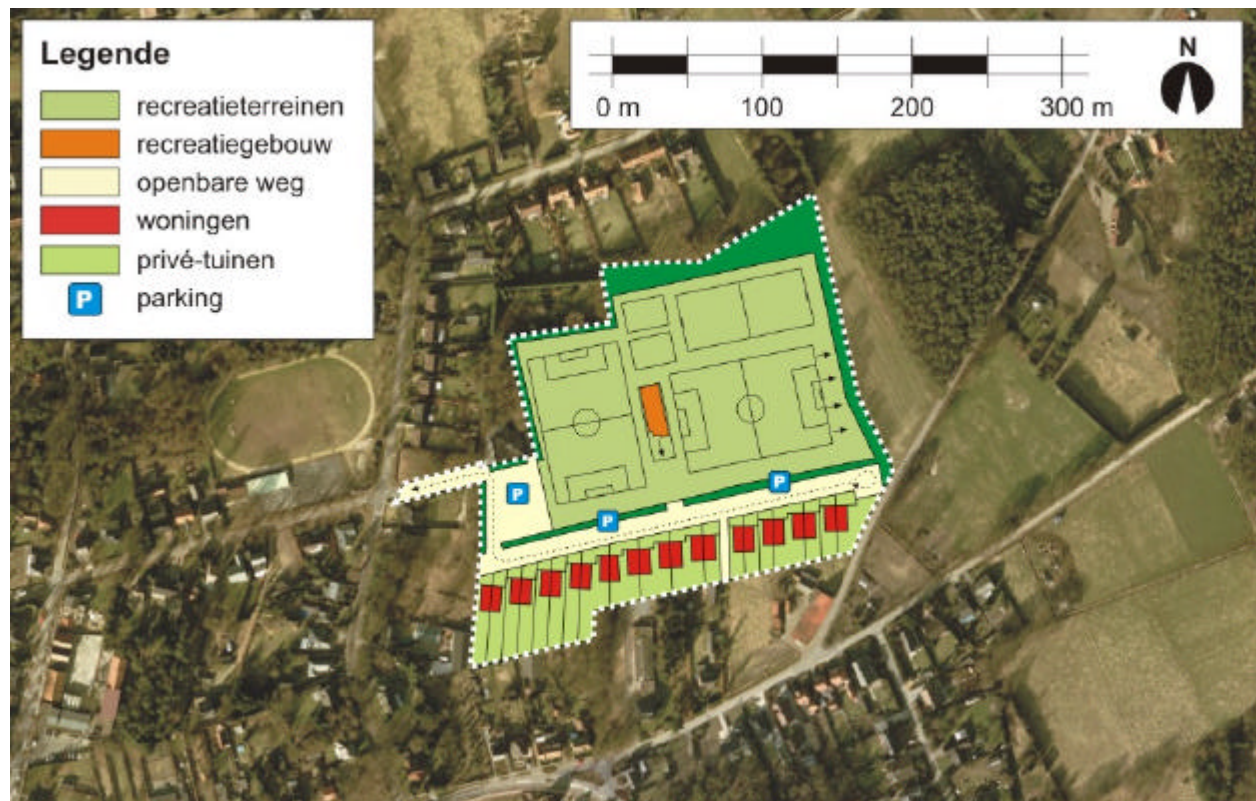 Legende
recreatieterreinen
recreatiegebouw
openbare weg
woningen
privé-tuinen
P parking
0 m 100 200 300 m
N
P
P
P